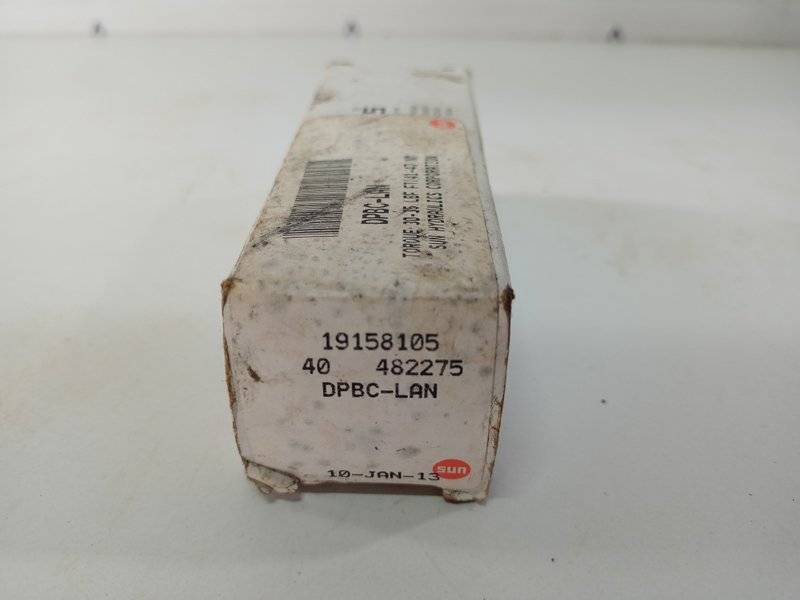 DPBC-LAN
TORQUE 30-35 LBF FT/41-47 NM
SUN HYDRAULICS CORPORATION
19158105
40 482275
DPBC-LAN
10-JAN-13
sun